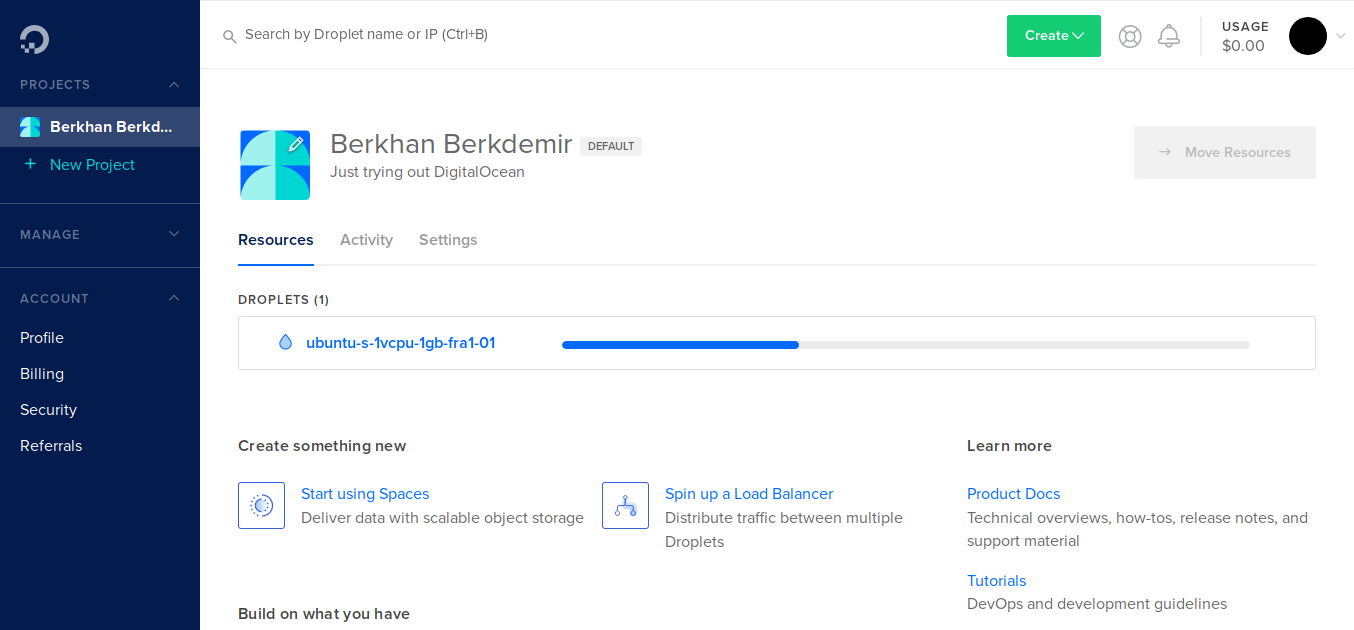 Search by Droplet name or IP (Ctrl+B)
Create
USAGE
$0.00
PROJECTS
Berkhan Berkd...
+ New Project
MANAGE
ACCOUNT
Profile
Billing
Security
Referrals
Berkhan Berkdemir DEFAULT
Just trying out DigitalOcean
→ Move Resources
Resources Activity Settings
DROPLETS (1)
ubuntu-s-1vcpu-1gb-fra1-01
Create something new
Start using Spaces
Deliver data with scalable object storage
Spin up a Load Balancer
Distribute traffic between multiple
Droplets
Build on what you have
Learn more
Product Docs
Technical overviews, how-tos, release notes, and
support material
Tutorials
DevOps and development guidelines